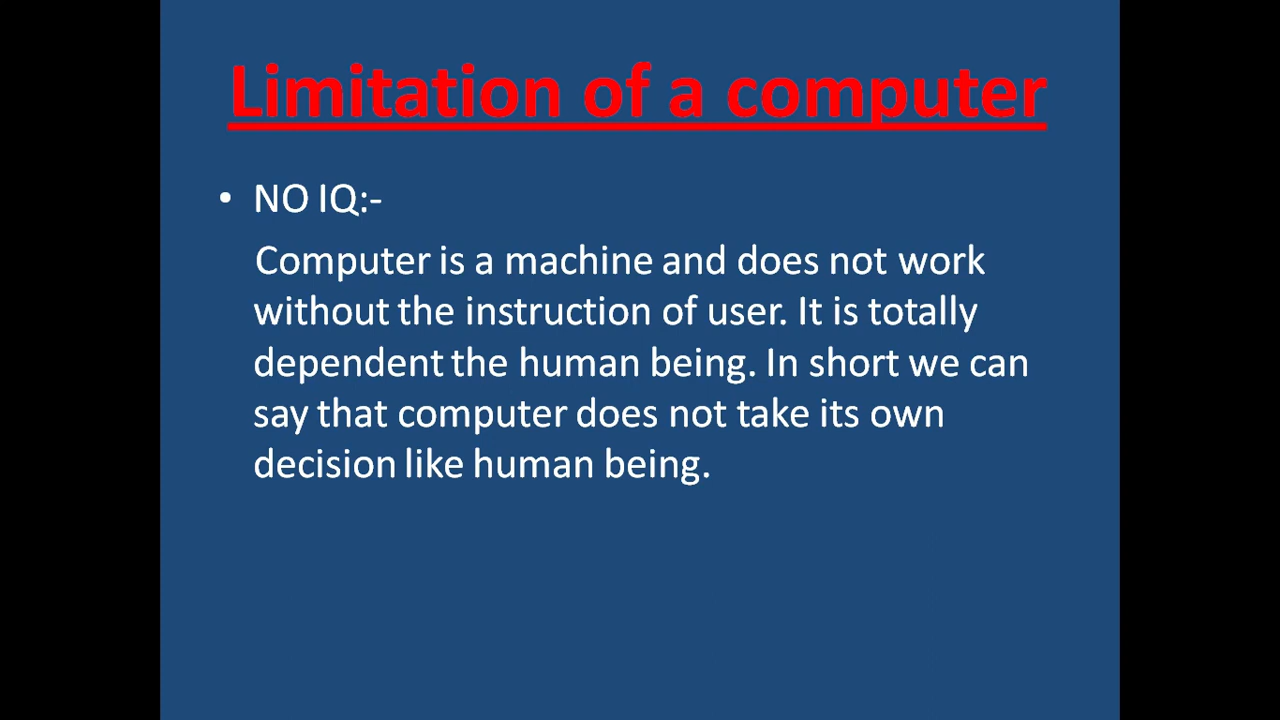 Limitation of a computer
• NO IQ:-
Computer is a machine and does not work
without the instruction of user. It is totally
dependent the human being. In short we can
say that computer does not take its own
decision like human being.